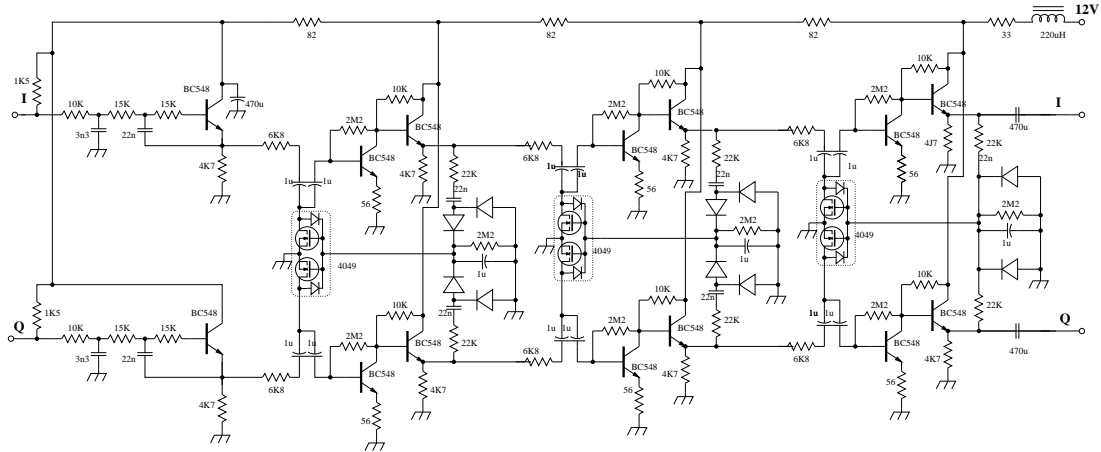 12V
82
82
82
33
220uH
1K5
I
10K
15K
15K
3n3
22n
BC548
470u
4K7
6K8
1u
1u
2M2
10K
BC548
BC548
56
4K7
22K
22n
6K8
4049
2M2
1u
22n
22K
1u
1u
2M2
10K
BC548
BC548
56
4K7
22K
22n
6K8
4049
2M2
1u
22n
22K
1u
1u
2M2
10K
BC548
BC548
56
4J7
22K
22n
470u
I
4049
2M2
1u
22K
Q
1K5
10K
15K
15K
3n3
22n
BC548
4K7
6K8
1u
1u
2M2
10K
BC548
BC548
56
4K7
6K8
1u
1u
2M2
10K
BC548
BC548
56
4K7
6K8
1u
1u
2M2
10K
BC548
BC548
56
4K7
470u
Q